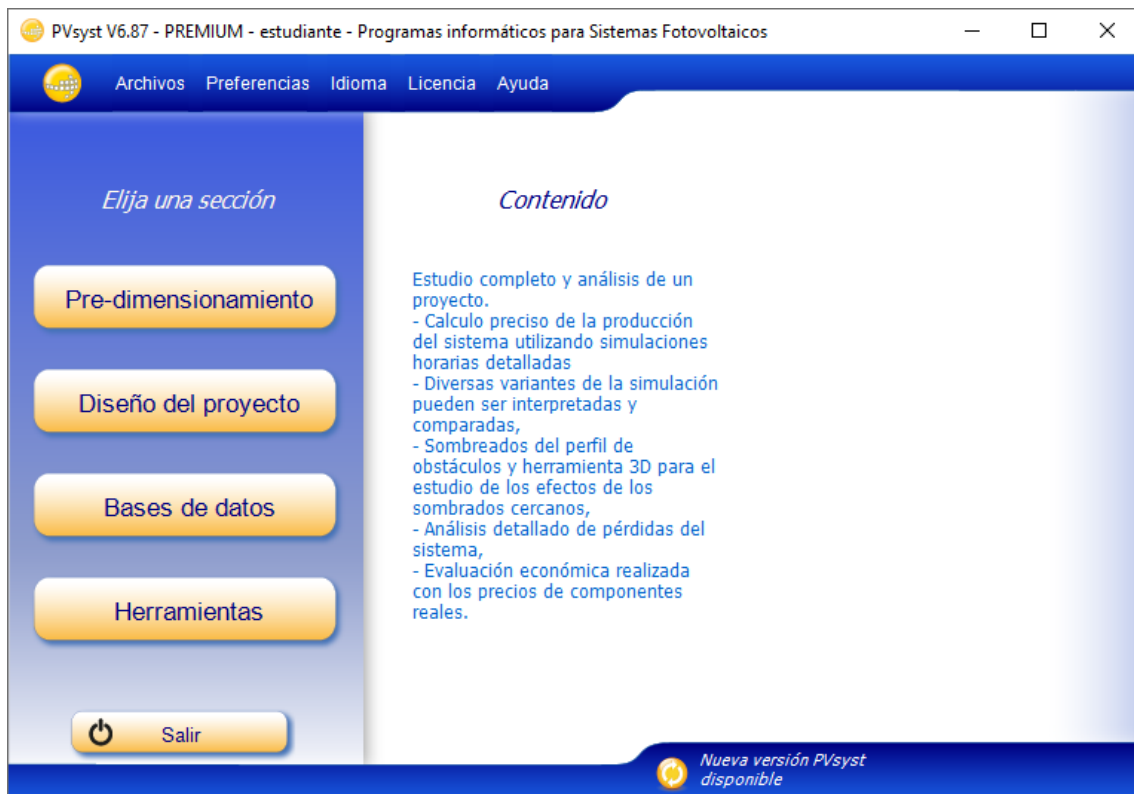 PVsyst V6.87 - PREMIUM - estudiante - Programas informáticos para Sistemas Fotovoltaicos
Archivos Preferencias Idioma Licencia Ayuda
Elija una sección
Pre-dimensionamiento
Diseño del proyecto
Bases de datos
Herramientas
Salir
Contenido
Estudio completo y análisis de un
proyecto.
- Calculo preciso de la producción
del sistema utilizando simulaciones
horarias detalladas
- Diversas variantes de la simulación
pueden ser interpretadas y
comparadas,
- Sombreados del perfil de
obstáculos y herramienta 3D para el
estudio de los efectos de los
sombrados cercanos,
- Análisis detallado de pérdidas del
sistema,
- Evaluación económica realizada
con los precios de componentes
reales.
Nueva versión PVsyst
disponible